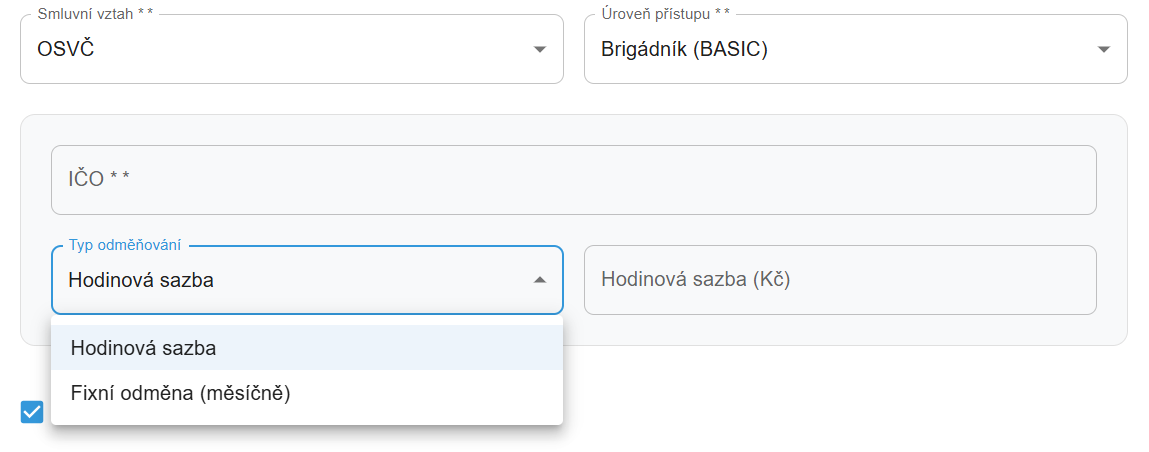 Smluvní vztah * *
Úroveň přístupu * *
OSVČ
Brigádník (BASIC)
IČO * *
Typ odměňování
Hodinová sazba
Hodinová sazba (Kč)
Hodinová sazba
Fixní odměna (měsíčně)